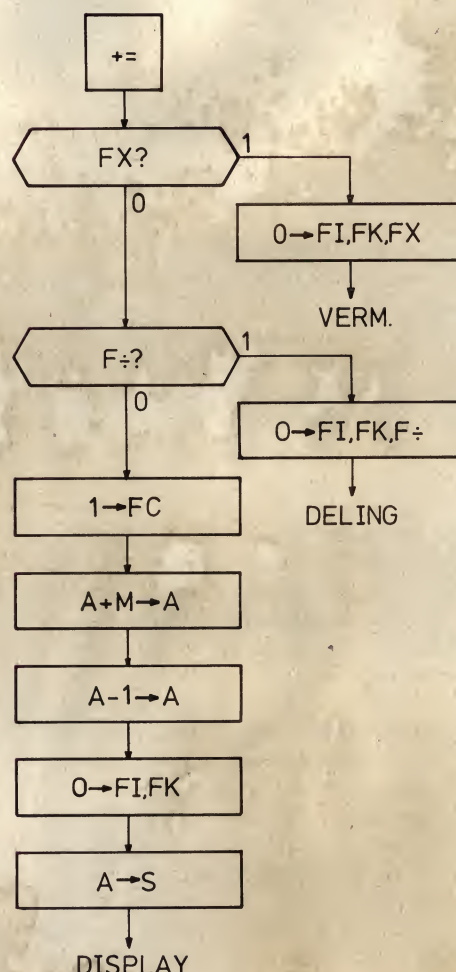 +=
FX?
1
0
0→FI,FK,FX
VERM.
F÷?
1
0
0→FI,FK,F÷
DELING
1→FC
A+M→A
A-1→A
0→FI,FK
A→S
DISPLAY